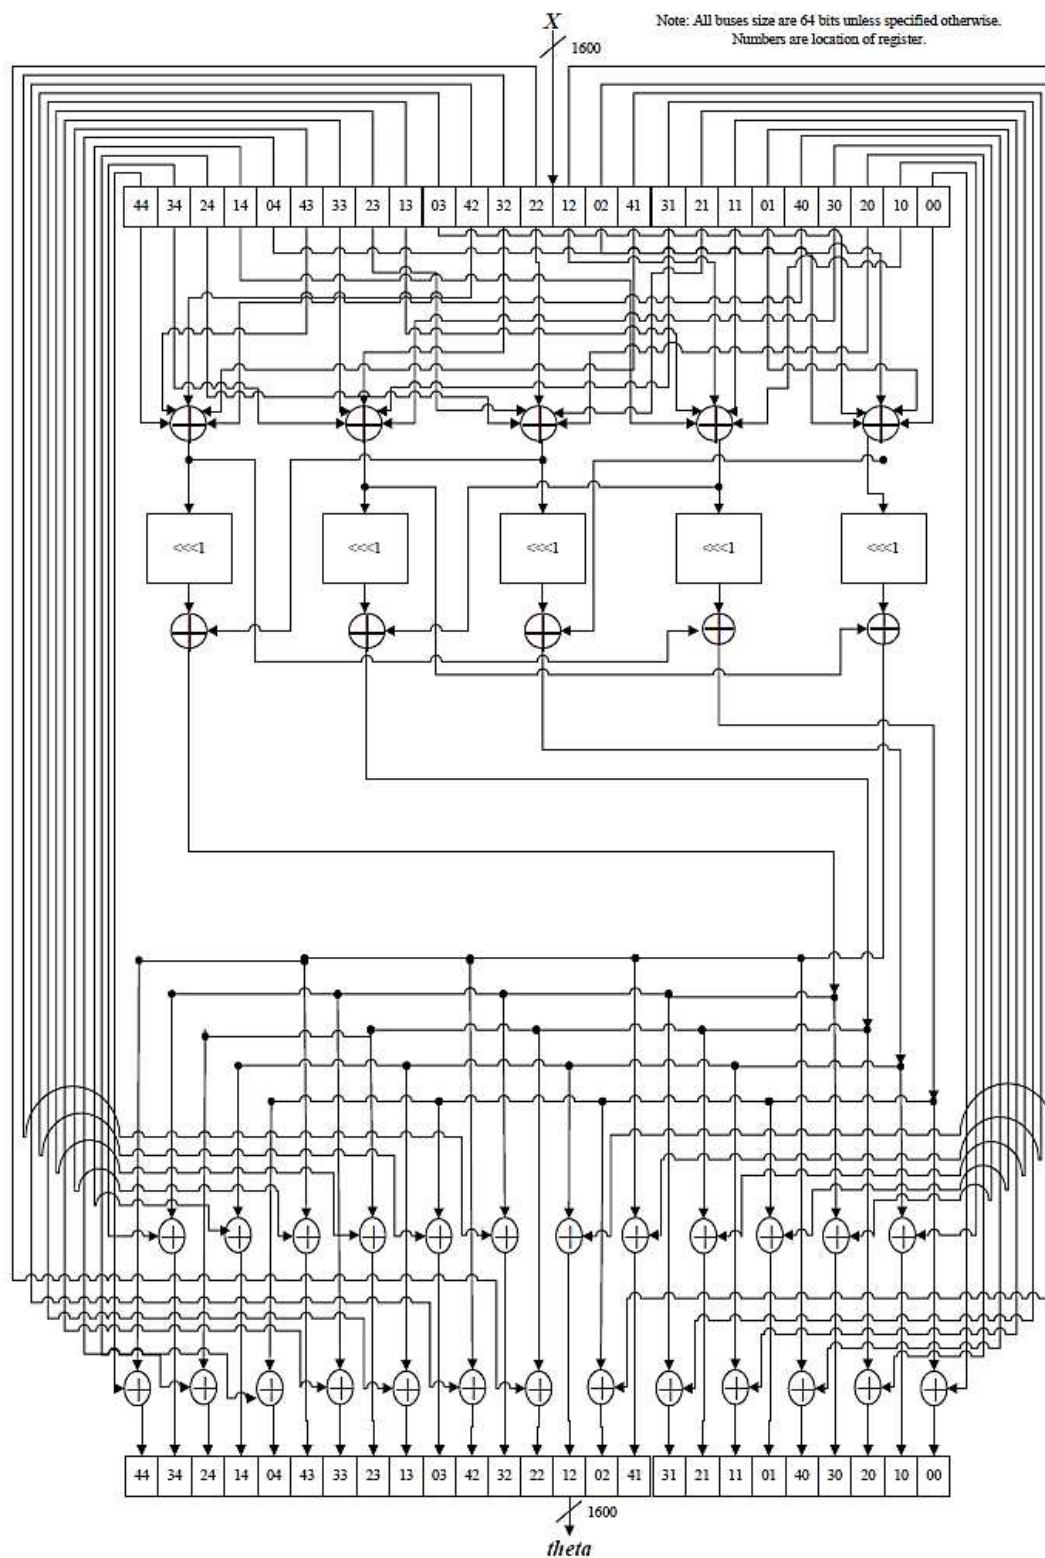 X
Note: All buses size are 64 bits unless specified otherwise.
Numbers are location of register.
1600
44 34 24 14 04 43 33 23 13 03 42 32 22 12 02 41 31 21 11 01 40 30 20 10 00
<<<1 <<<1 <<<1 <<<1 <<<1
44 34 24 14 04 43 33 23 13 03 42 32 22 12 02 41 31 21 11 01 40 30 20 10 00
1600
theta